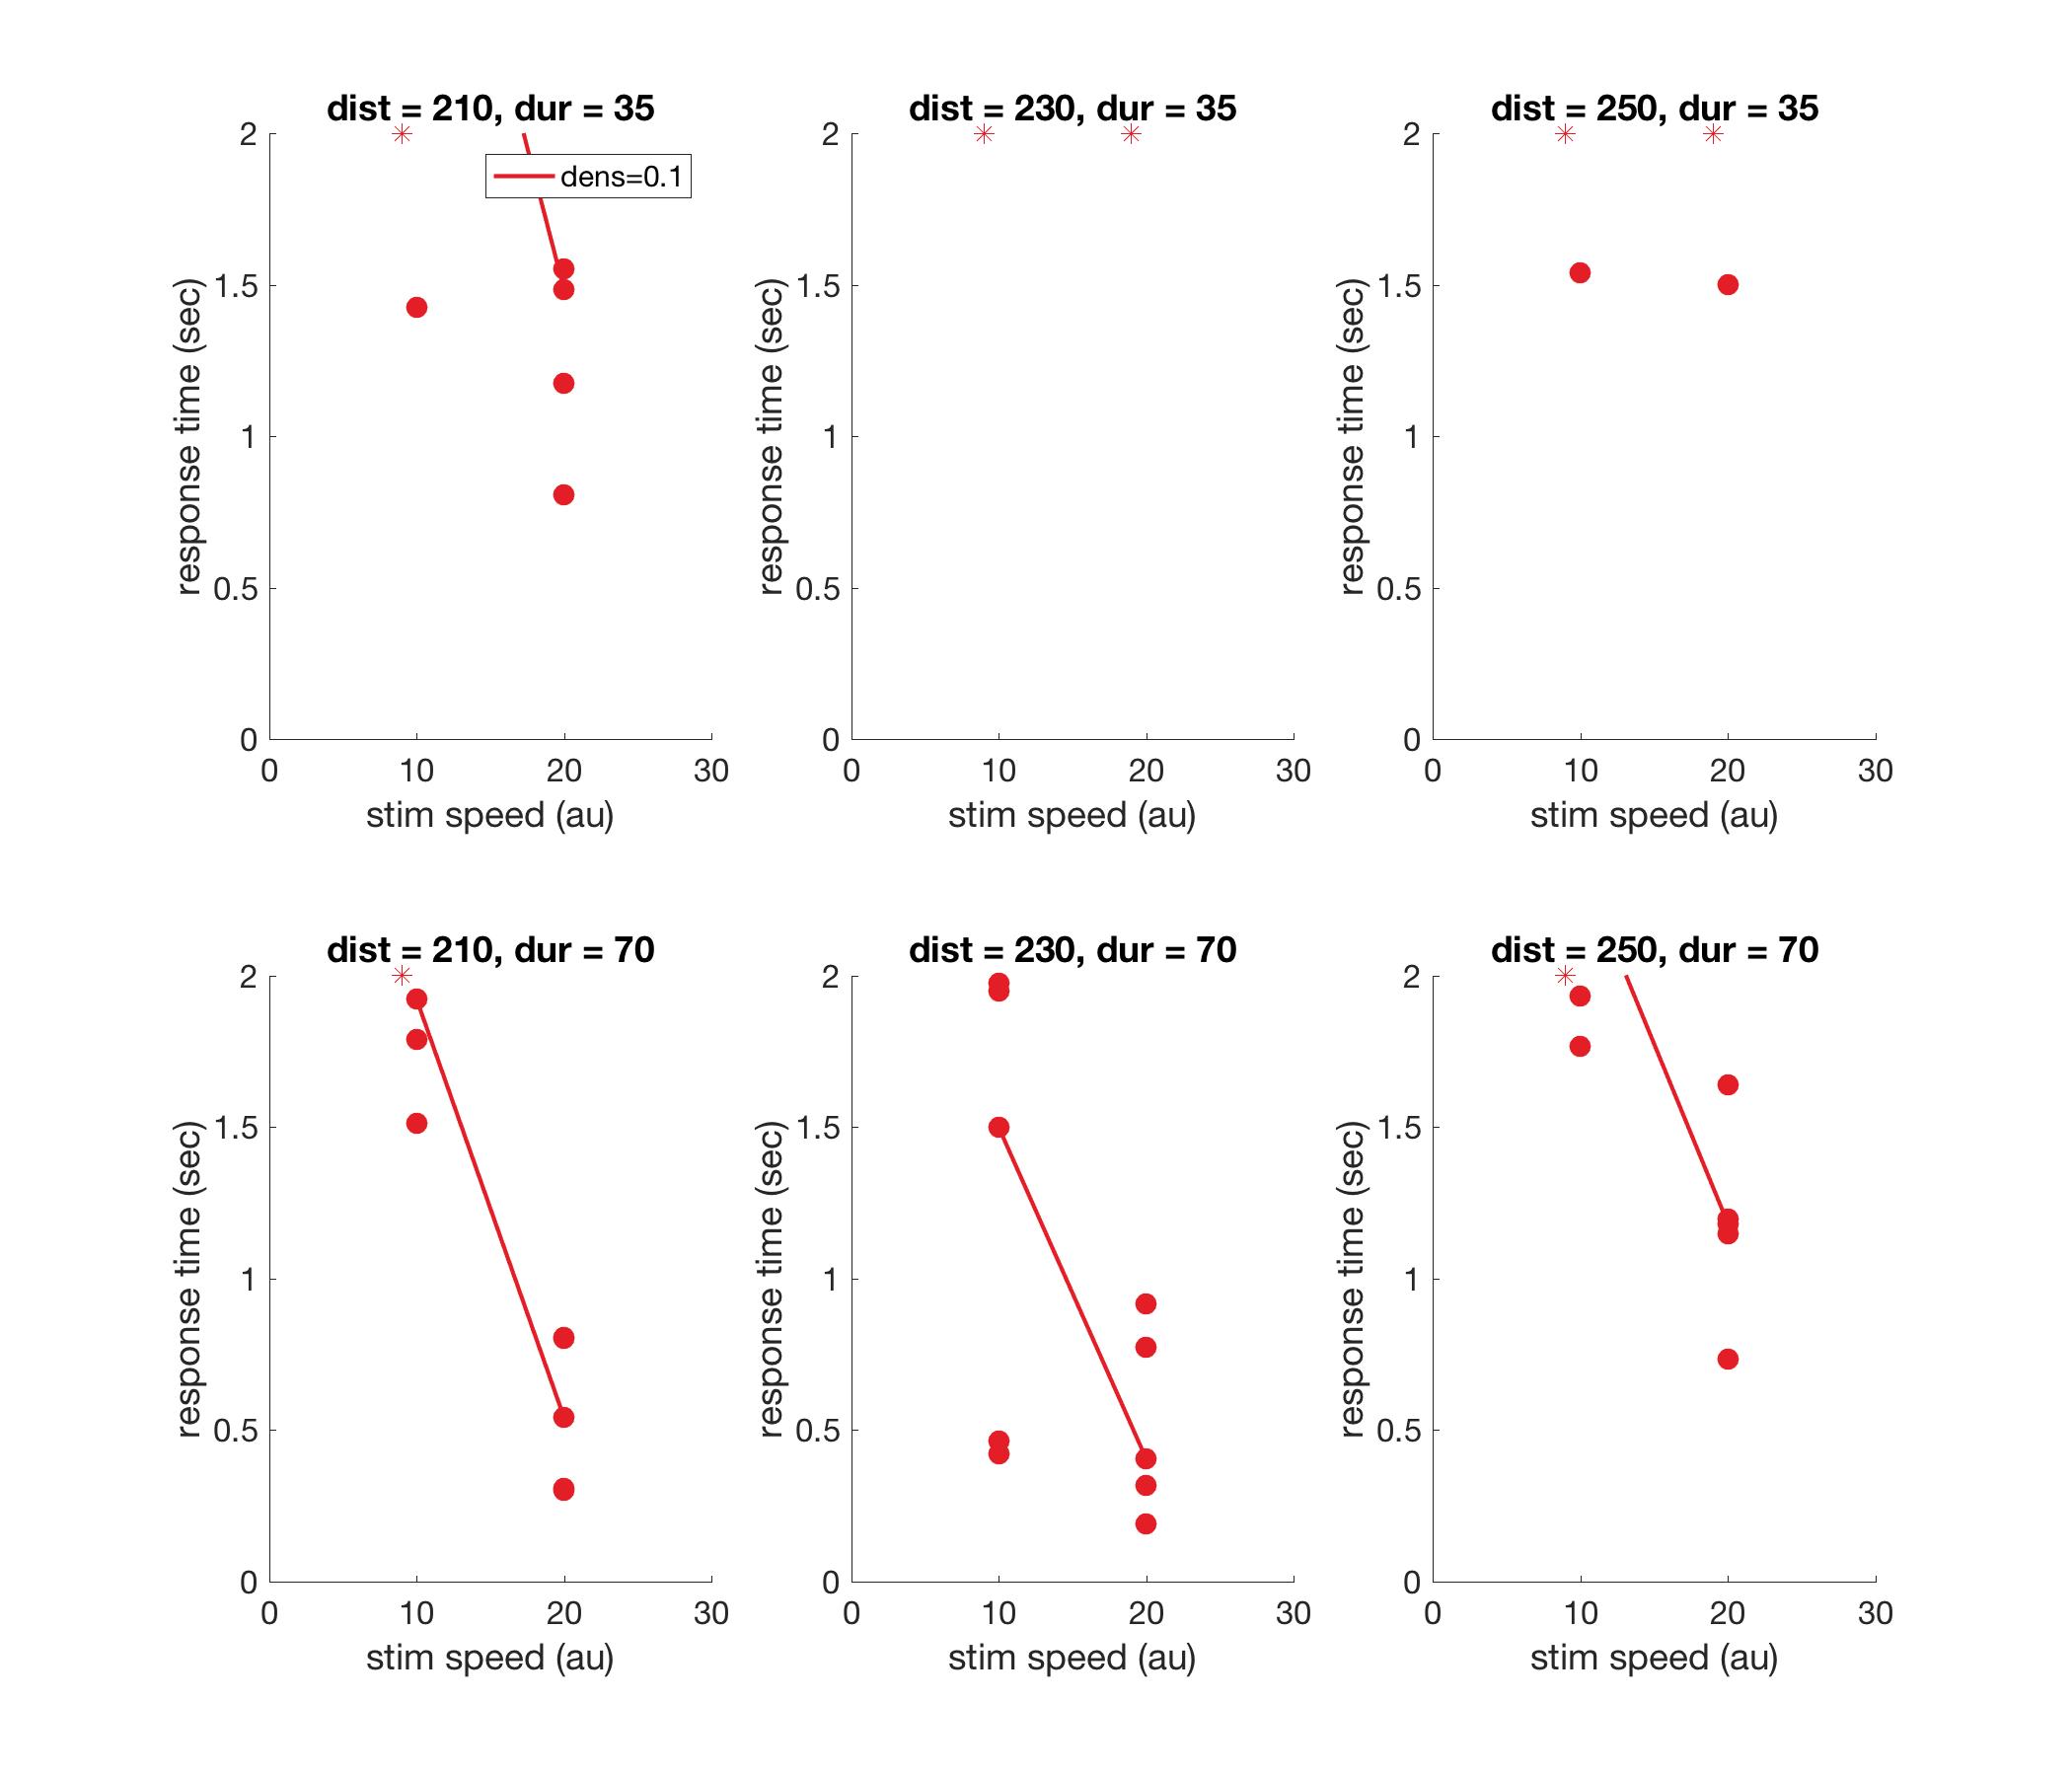 dist = 210, dur = 35
dist = 230, dur = 35
dist = 250, dur = 35
dens=0.1
response time (sec)
2
1.5
1
0.5
0
0
10
20
30
stim speed (au)
response time (sec)
2
1.5
1
0.5
0
0
10
20
30
stim speed (au)
response time (sec)
2
1.5
1
0.5
0
0
10
20
30
stim speed (au)
dist = 210, dur = 70
dist = 230, dur = 70
dist = 250, dur = 70
response time (sec)
2
1.5
1
0.5
0
0
10
20
30
stim speed (au)
response time (sec)
2
1.5
1
0.5
0
0
10
20
30
stim speed (au)
response time (sec)
2
1.5
1
0.5
0
0
10
20
30
stim speed (au)